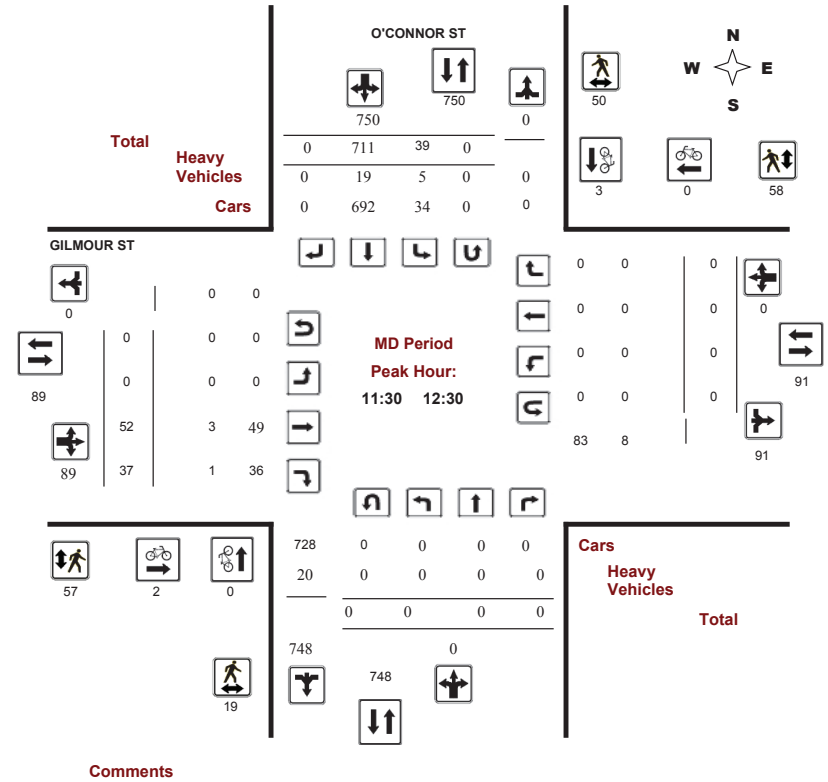 O'CONNOR ST
N
W E
S
750
750
0
50
Total
0 711 39 0
Heavy
Vehicles
0 19 5 0 0
Cars
0 692 34 0 0
3 0 58
GILMOUR ST
0
0 0
0 0 0
89
0 0 0
52 3 49
89
37 1 36
MD Period
Peak Hour:
11:30 12:30
0 0 0
0
0 0 0
0 0 0
91
0 0 0
83 8
91
57 2 0
19
728 0 0 0 0
20 0 0 0 0
0 0 0 0
748 0
748
Cars
Heavy
Vehicles
Total
Comments